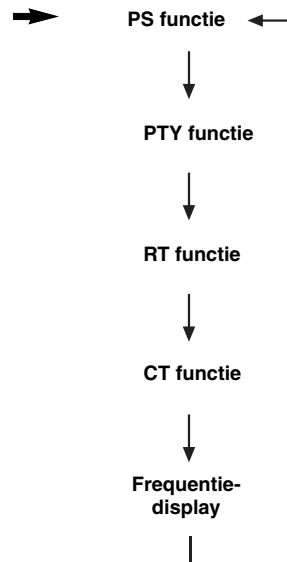 PS functie
PTY functie
RT functie
CT functie
Frequentie-
display